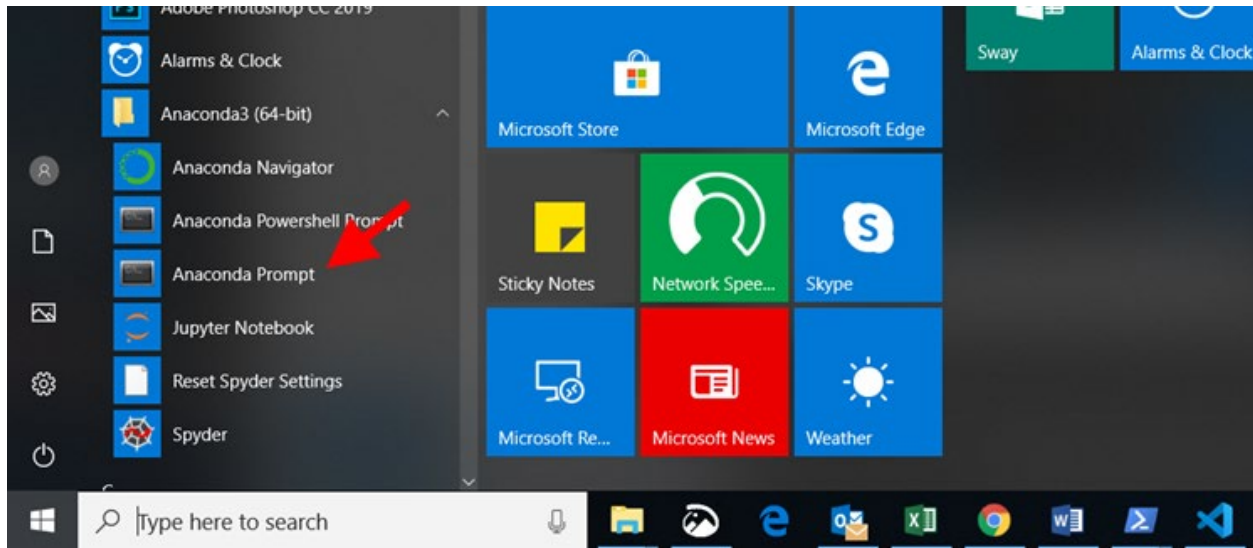 Adobe Photoshop CC 2019
Alarms & Clock
Anaconda3 (64-bit)
Anaconda Navigator
Anaconda Powershell Prompt
Anaconda Prompt
Jupyter Notebook
Reset Spyder Settings
Spyder
Microsoft Store
Microsoft Edge
Sway
Alarms & Clock
Sticky Notes
Network Spee...
Skype
Microsoft Re...
Microsoft News
Weather
Type here to search